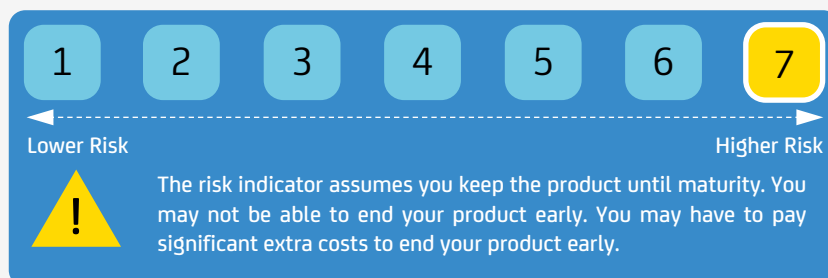 1 2 3 4 5 6 7
Lower Risk Higher Risk
! The risk indicator assumes you keep the product until maturity. You
may not be able to end your product early. You may have to pay
significant extra costs to end your product early.